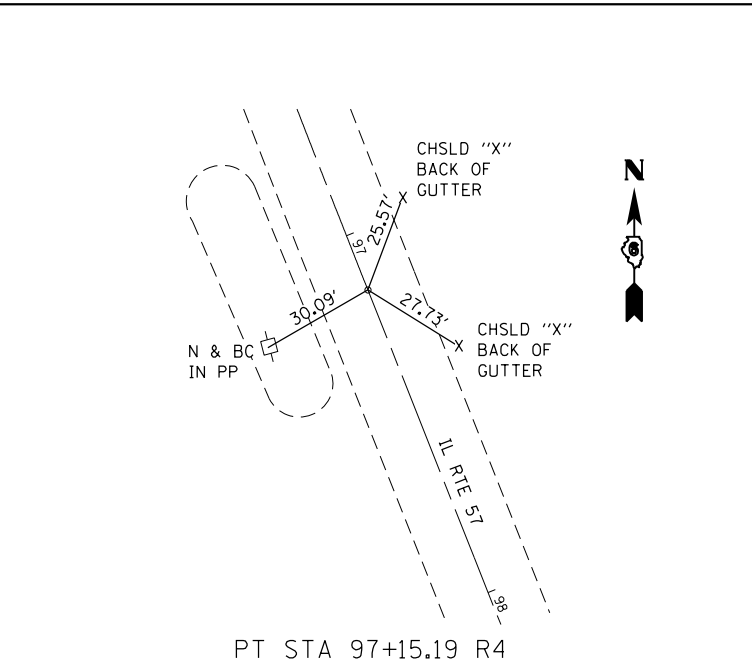 CHSLD "X"
BACK OF
GUTTER
N
6
25.57'
97
30.09'
27.73'
N & BC
IN PP
CHSLD "X"
BACK OF
GUTTER
IL RTE 57
98
PT STA 97+15.19 R4